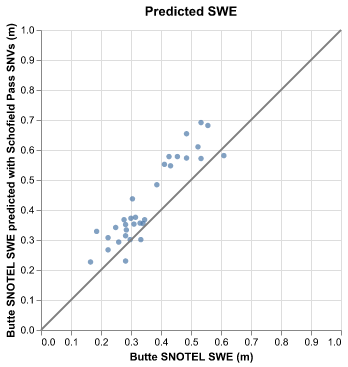 Predicted SWE
Butte SNOTEL SWE predicted with Schofield Pass SNVs (m)
1.0
0.9
0.8
0.7
0.6
0.5
0.4
0.3
0.2
0.1
0.0
0.0 0.1 0.2 0.3 0.4 0.5 0.6 0.7 0.8 0.9 1.0
Butte SNOTEL SWE (m)